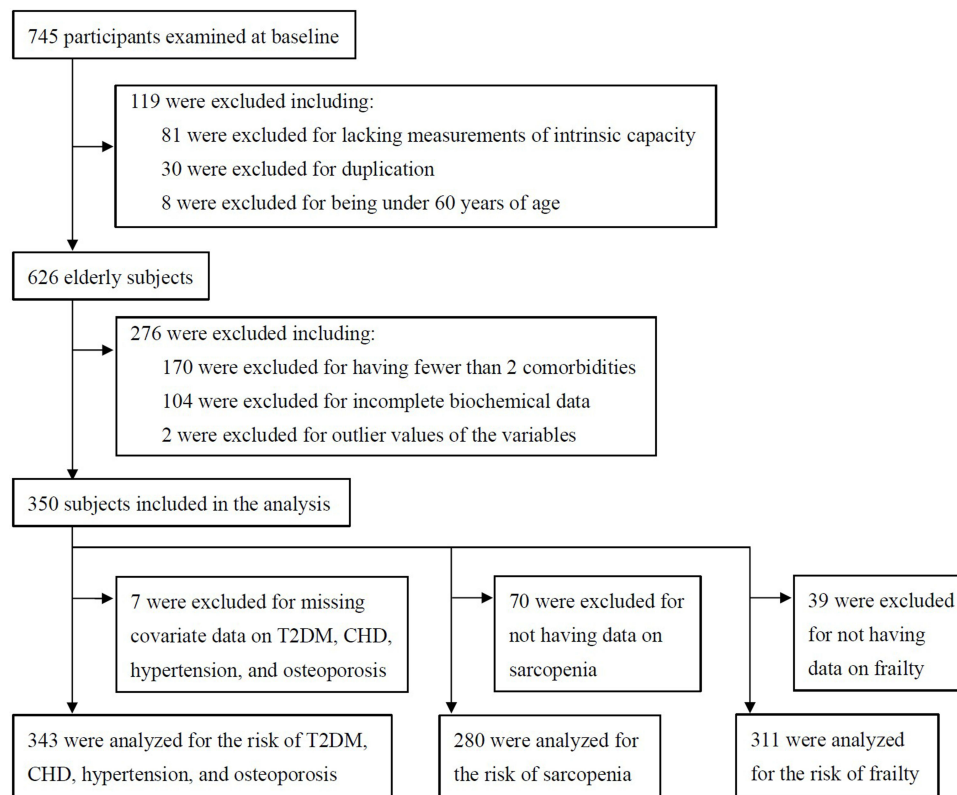 745 participants examined at baseline
119 were excluded including:
81 were excluded for lacking measurements of intrinsic capacity
30 were excluded for duplication
8 were excluded for being under 60 years of age
626 elderly subjects
276 were excluded including:
170 were excluded for having fewer than 2 comorbidities
104 were excluded for incomplete biochemical data
2 were excluded for outlier values of the variables
350 subjects included in the analysis
7 were excluded for missing
covariate data on T2DM, CHD,
hypertension, and osteoporosis
70 were excluded for
not having data on
sarcopenia
39 were excluded
for not having
data on frailty
343 were analyzed for the risk of T2DM,
CHD, hypertension, and osteoporosis
280 were analyzed for
the risk of sarcopenia
311 were analyzed
for the risk of frailty